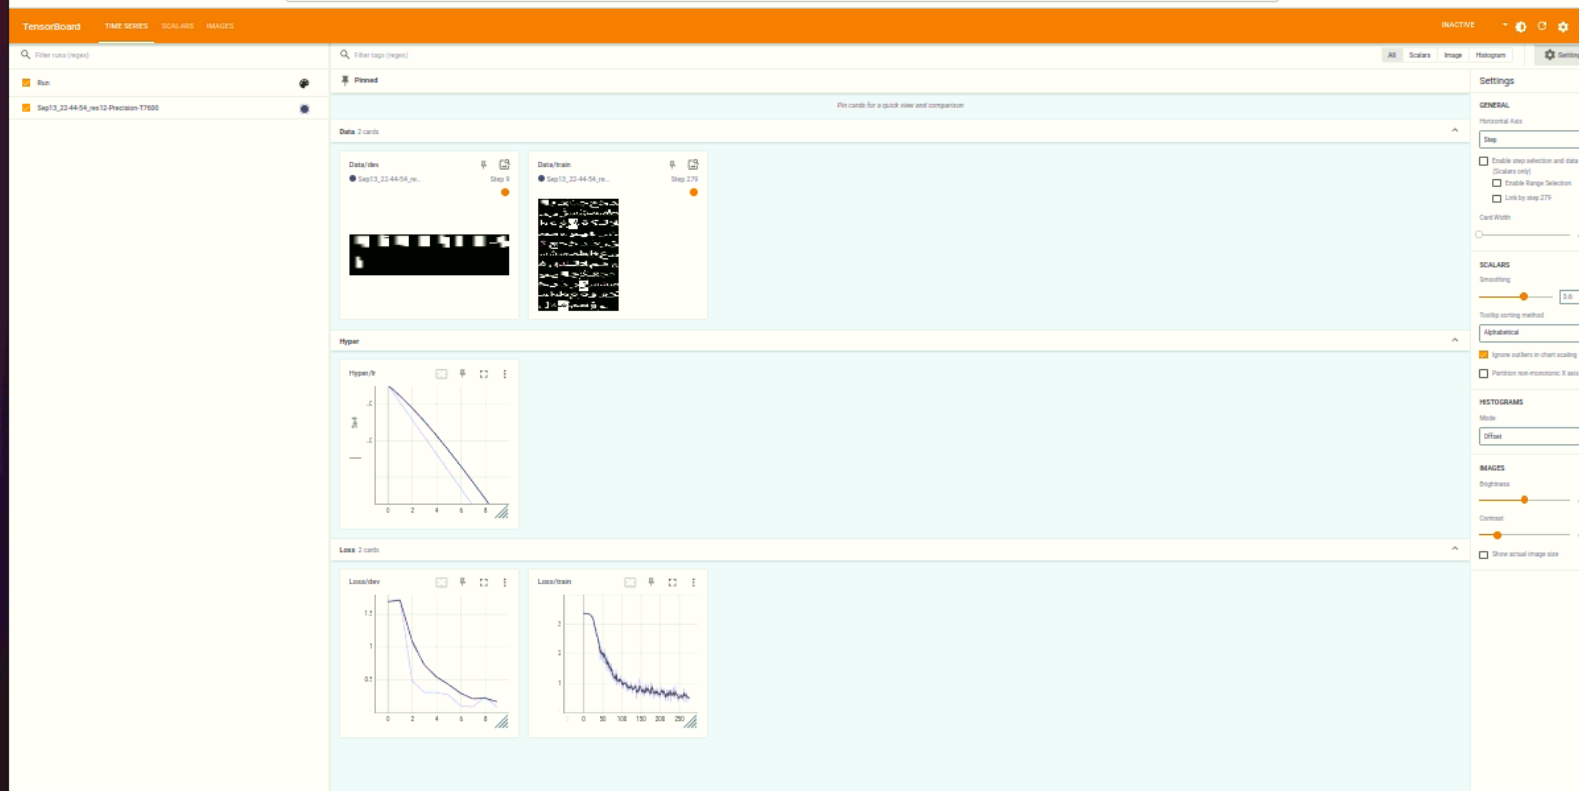 TensorBoard TIME SERIES SCALARS IMAGES INACTIVE
Filter runs (regex)
Filter tags (regex)
All Scalars Image Histogram
Run
Sep13_22-44-54_res12-Precision-T7600
Pinned
Pin cards for a quick view and comparison
Data 2 cards
Data/dev
Sep13_22-44-54_re...
Step 9
Data/train
Sep13_22-44-54_re...
Step 279
Hyper
Hyper/lr
5e-4
0 2 4 6 8
Loss 2 cards
Loss/dev
1.5
1
0.5
0 2 4 6 8
Loss/train
3
2
1
0 50 100 150 200 250
Settings
GENERAL
Horizontal Axis
Step
Enable step selection and data
(Scalars only)
Enable Range Selection
Link by step 279
Card Width
SCALARS
Smoothing
0.6
Tooltip sorting method
Alphabetical
Ignore outliers in chart scaling
Partition non-monotonic X axis
HISTOGRAMS
Mode
Offset
IMAGES
Brightness
Contrast
Show actual image size